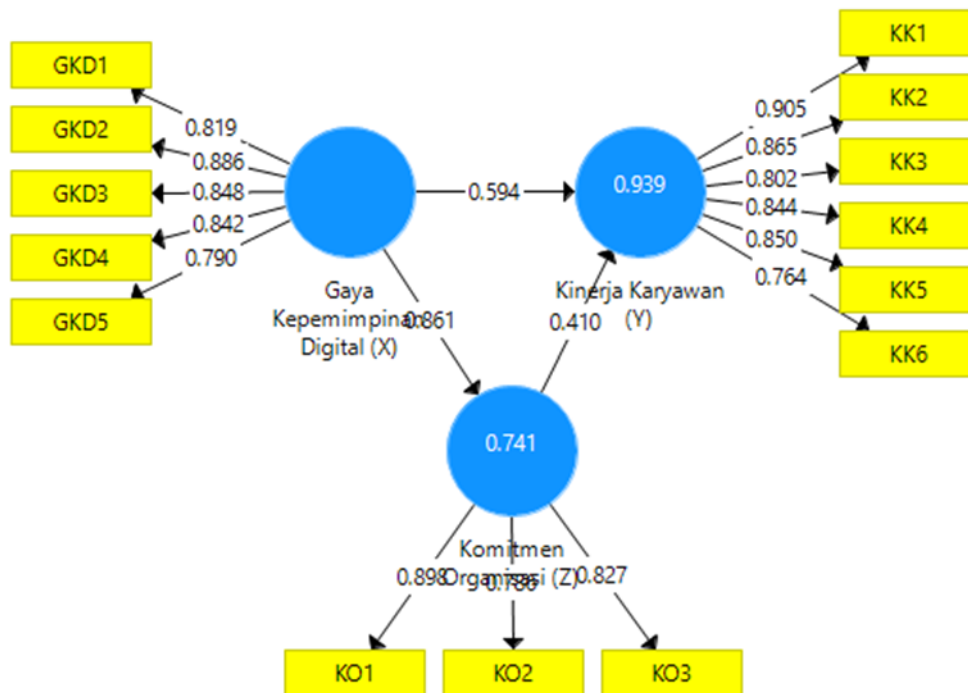 GKD1
GKD2
GKD3
GKD4
GKD5
0.819
0.886
0.848
0.842
0.790
Gaya
Kepemimpinan
Digital (X)
0.594
0.861
0.939
Kinerja Karyawan
(Y)
0.410
0.905
0.865
0.802
0.844
0.850
0.764
KK1
KK2
KK3
KK4
KK5
KK6
0.741
Komitmen
Organisasi (Z)
0.898
0.827
KO1
KO2
KO3